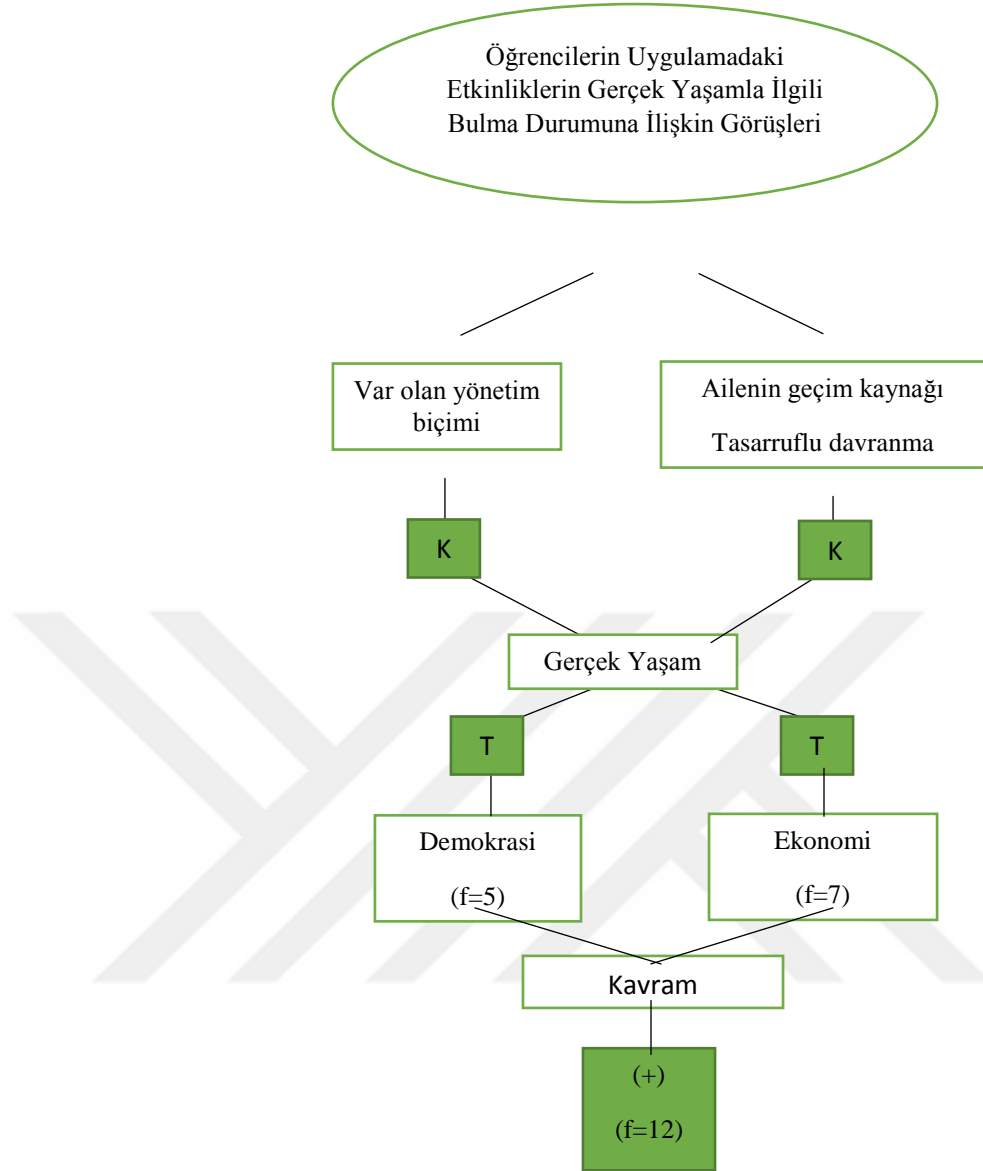 Öğrencilerin Uygulamadaki
Etkinliklerin Gerçek Yaşamla İlgili
Bulma Durumuna İlişkin Görüşleri
Var olan yönetim
biçimi
Ailenin geçim kaynağı
Tasarruflu davranma
K
K
Gerçek Yaşam
T
T
Demokrasi
(f=5)
Ekonomi
(f=7)
Kavram
(+)
(f=12)